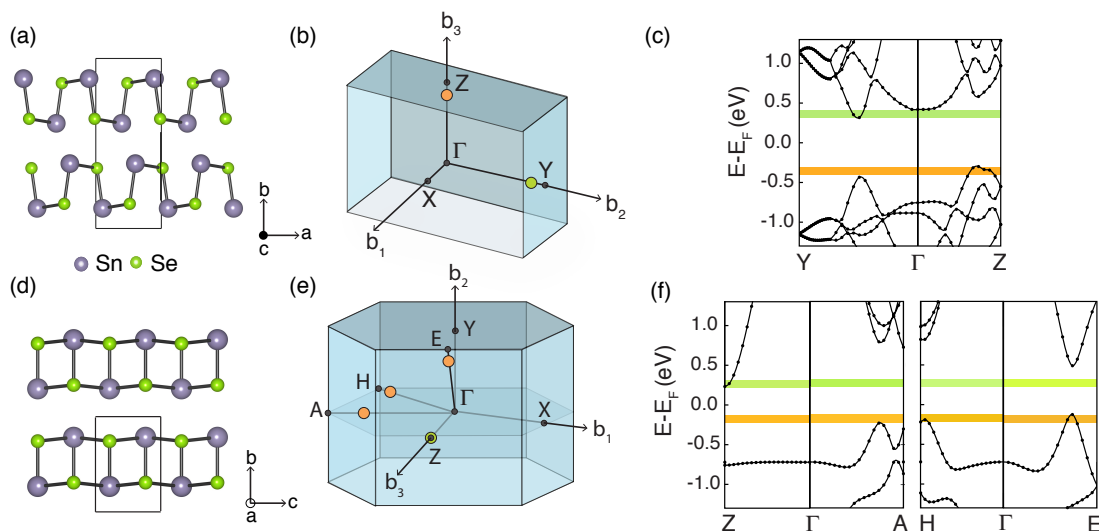 (a)
b
c
a
Sn
Se
(b)
b3
Z
Γ
Y
X
b2
b1
(c)
E-EF (eV)
1.0
0.5
0.0
-0.5
-1.0
Y
Γ
Z
(d)
b
a
c
(e)
b2
Y
E
H
Γ
A
X
Z
b1
b3
(f)
E-EF (eV)
1.0
0.5
0.0
-0.5
-1.0
Z
Γ
A
H
Γ
E